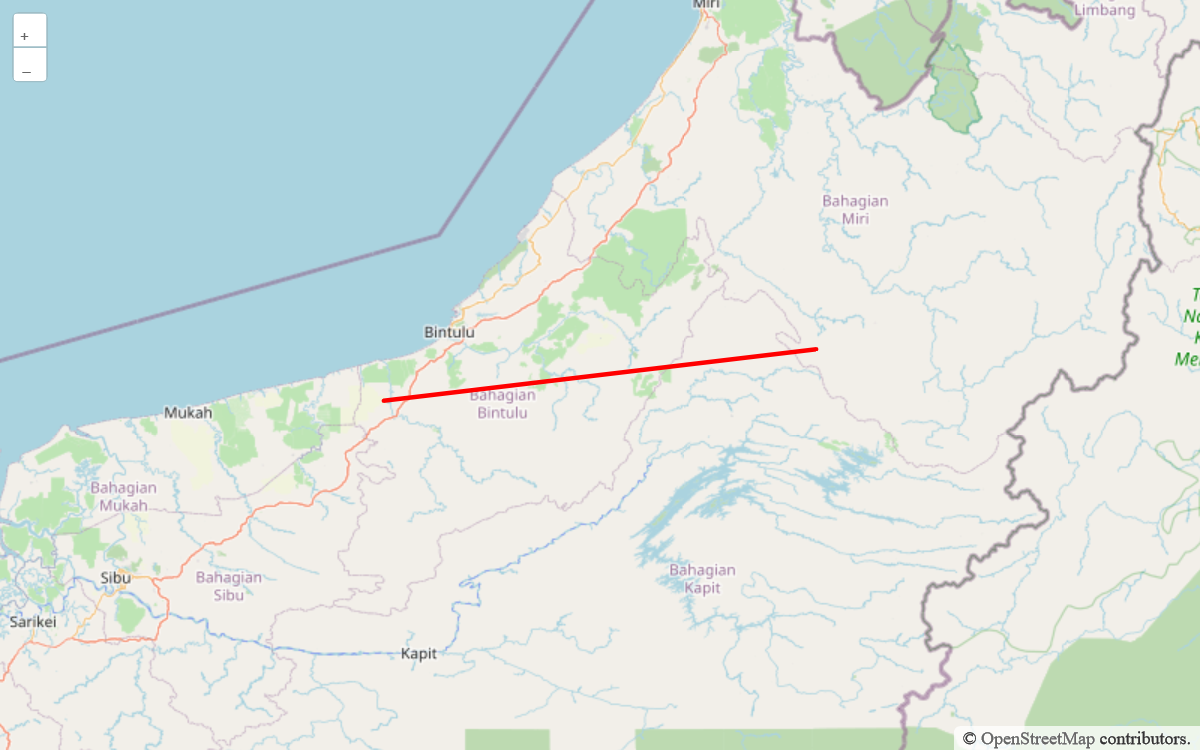 Miri
Limbang
+
−
Bahagian
Miri
T
Na
K
Me
Bintulu
Bahagian
Bintulu
Mukah
Bahagian
Mukah
Sibu
Bahagian
Sibu
Bahagian
Kapit
Sarikei
Kapit
© OpenStreetMap contributors.